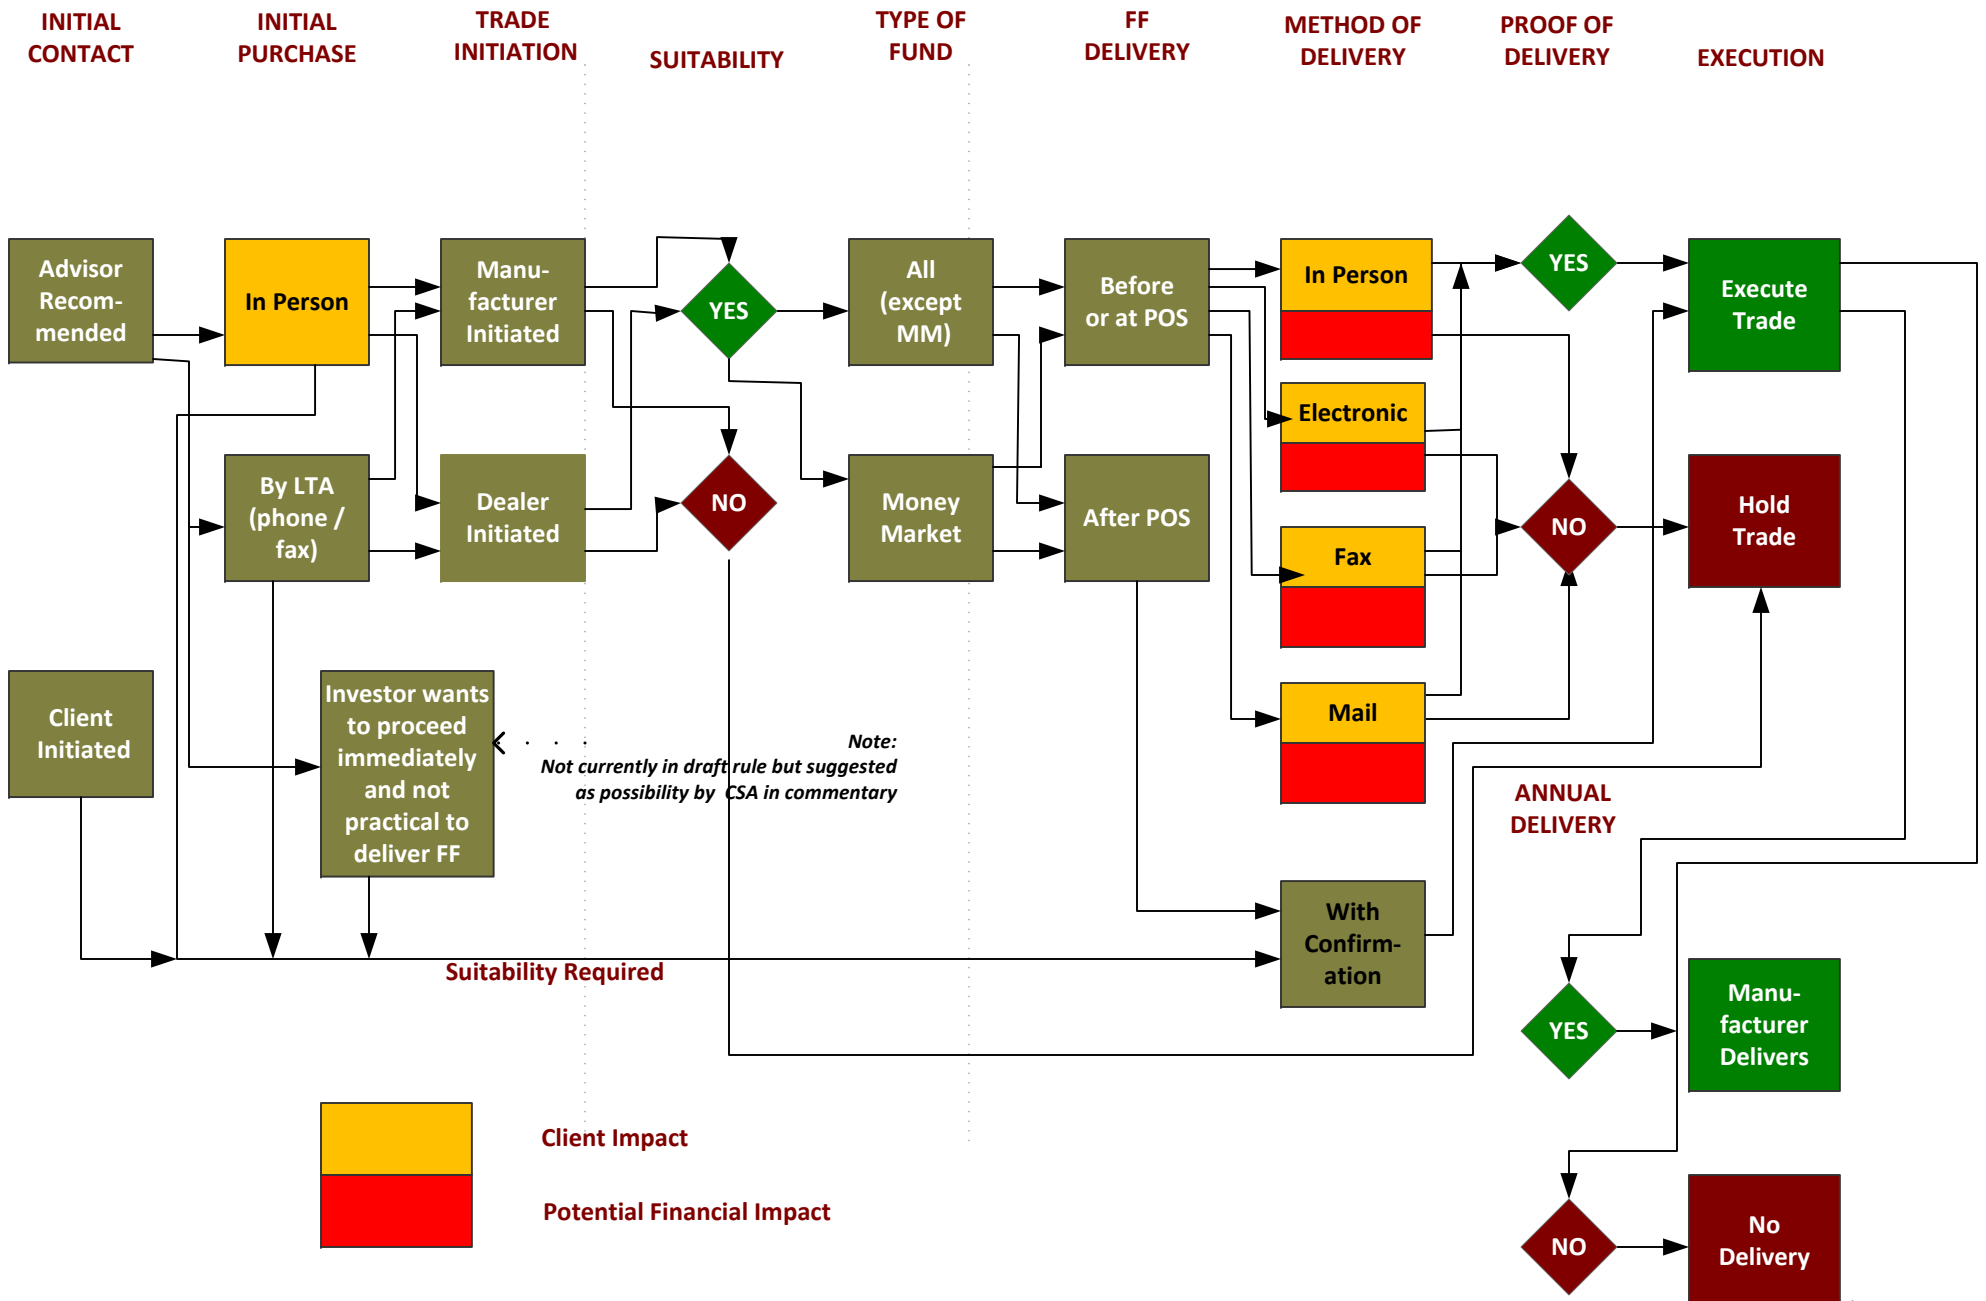 INITIAL
CONTACT
INITIAL
PURCHASE
TRADE
INITIATION
SUITABILITY
TYPE OF
FUND
FF
DELIVERY
METHOD OF
DELIVERY
PROOF OF
DELIVERY
EXECUTION
Advisor
Recom-
mended
In Person
Manu-
facturer
Initiated
YES
All
(except
MM)
Before
or at POS
In Person
YES
Execute
Trade
Electronic
By LTA
(phone /
fax)
Dealer
Initiated
NO
Money
Market
After POS
Fax
NO
Hold
Trade
Client
Initiated
Investor wants
to proceed
immediately
and not
practical to
deliver FF
Note:
Not currently in draft rule but suggested
as possibility by CSA in commentary
Mail
ANNUAL
DELIVERY
With
Confirm-
ation
Suitability Required
YES
Manu-
facturer
Delivers
Client Impact
Potential Financial Impact
NO
No
Delivery